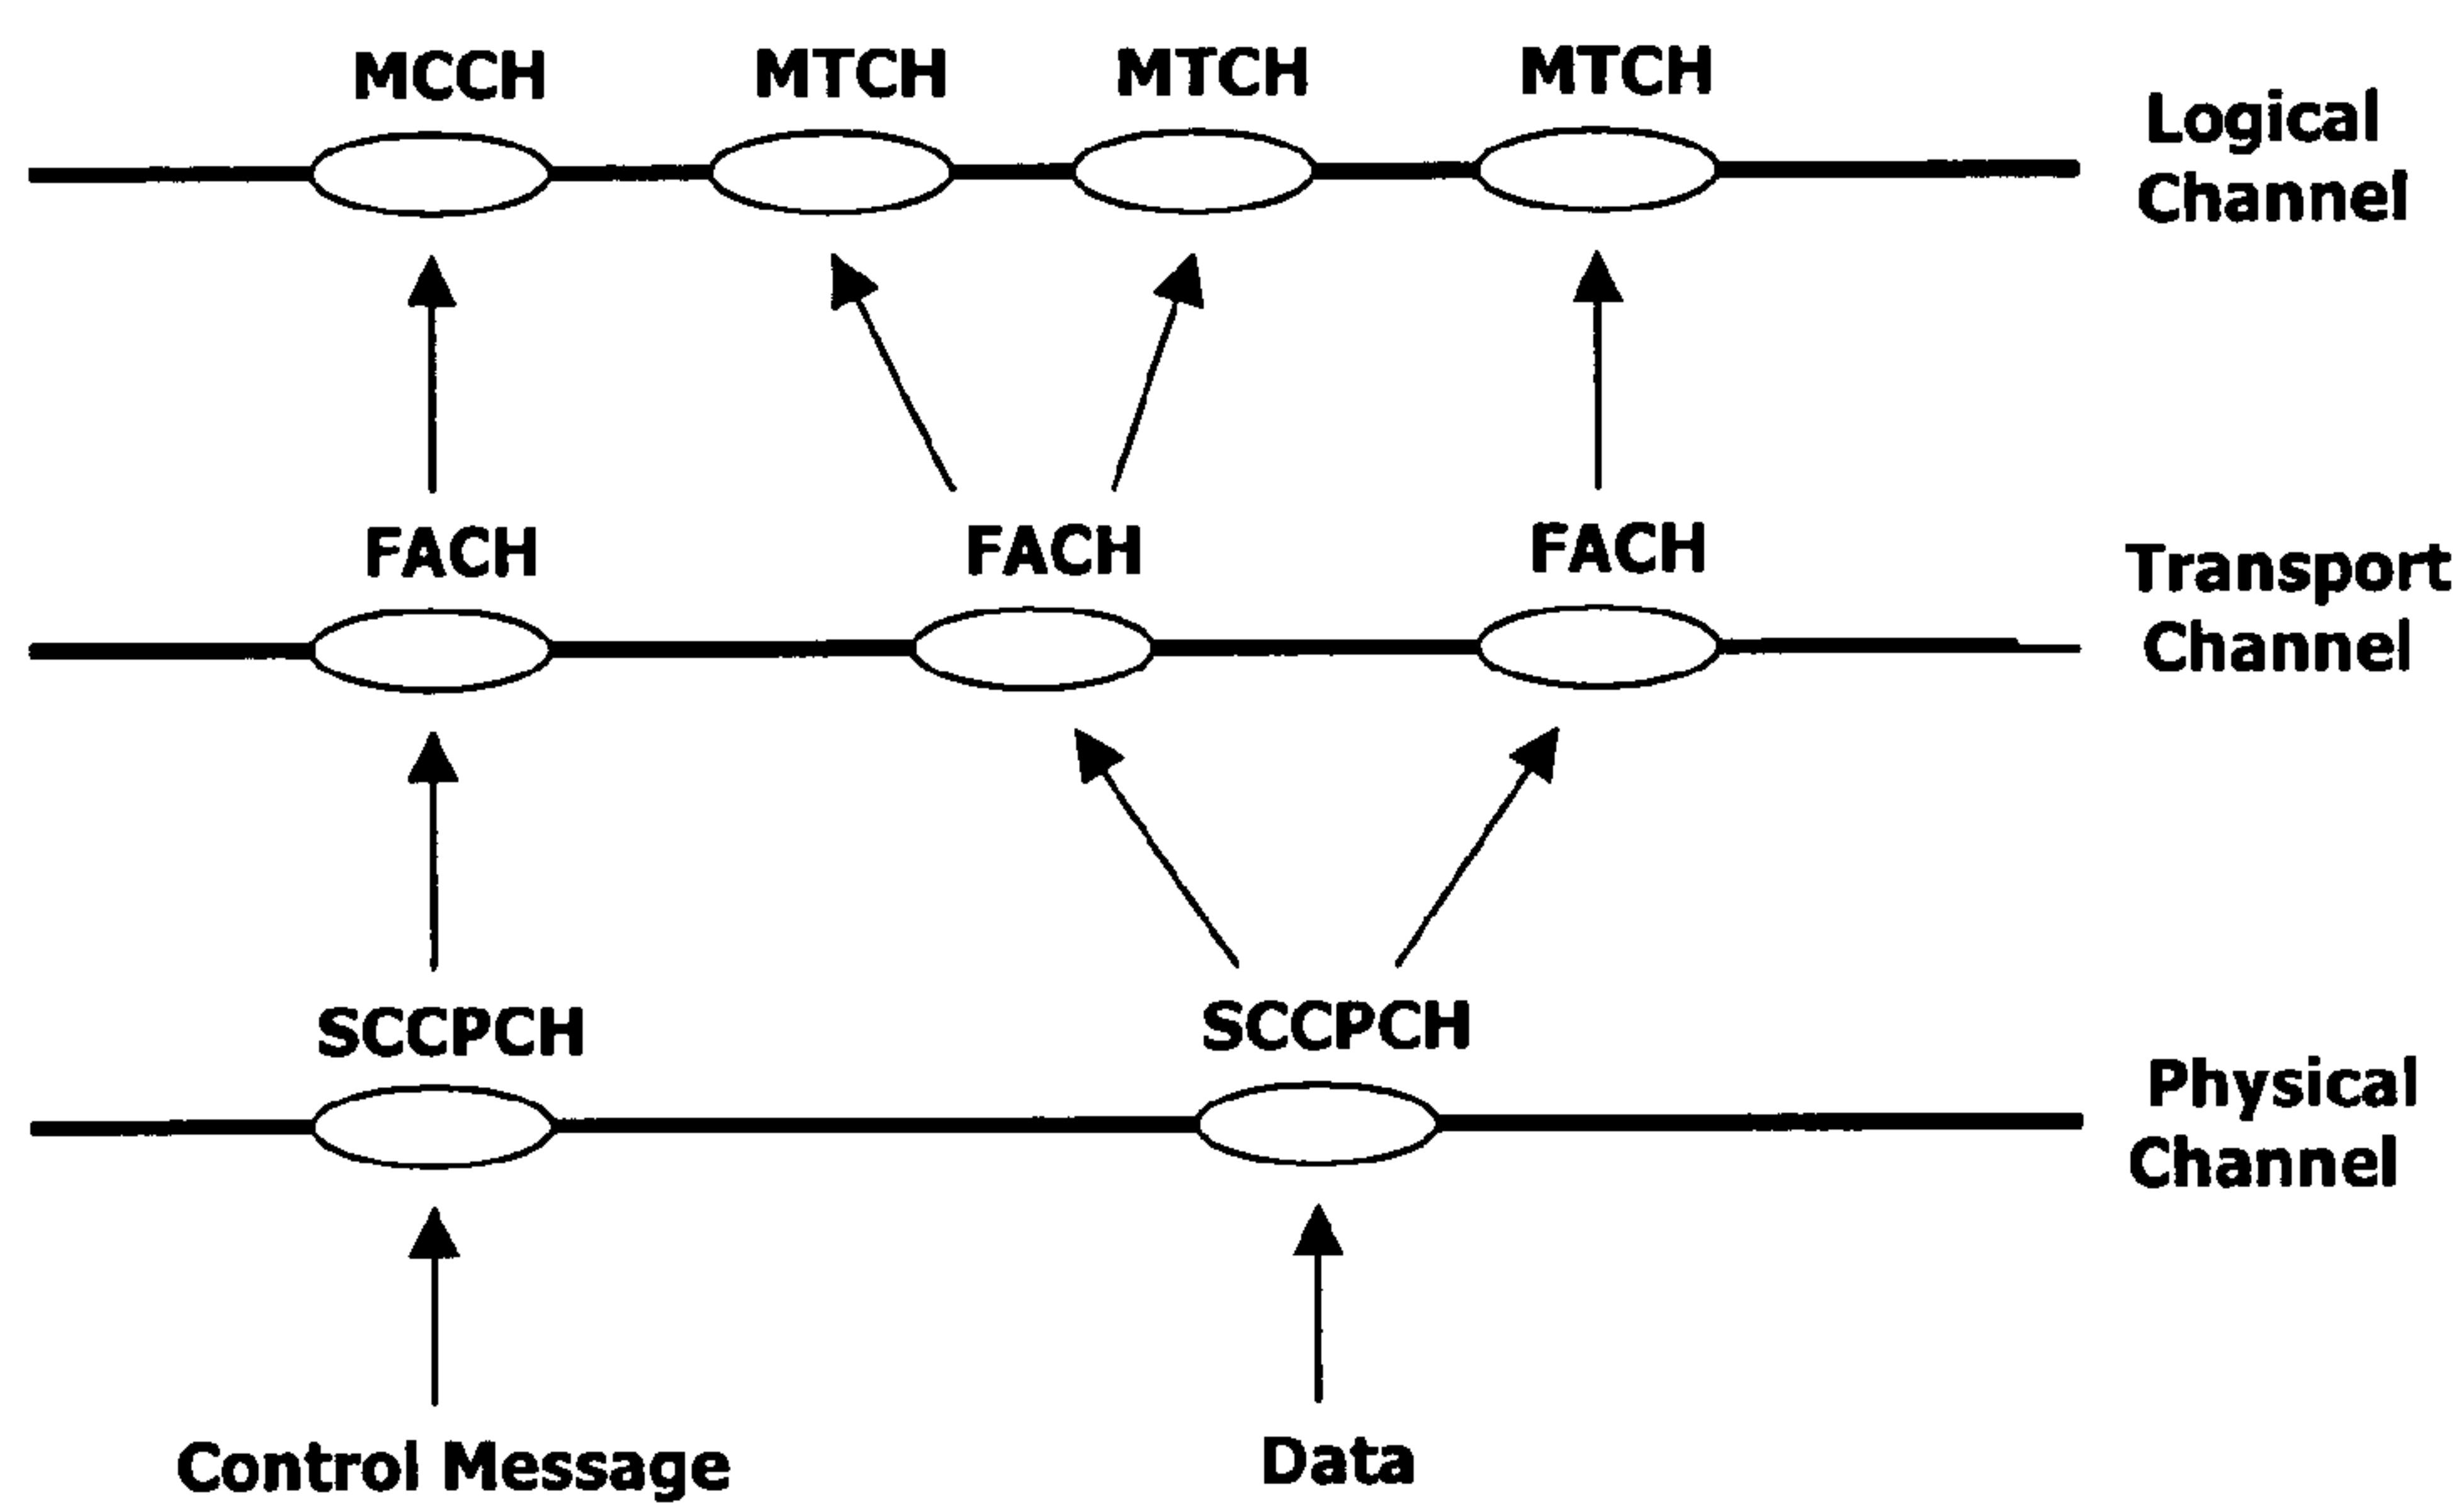 MCCH MTCH MTCH MTCH
Logical
Channel
FACH FACH FACH
Transport
Channel
SCCPCH SCCPCH
Physical
Channel
Control Message Data